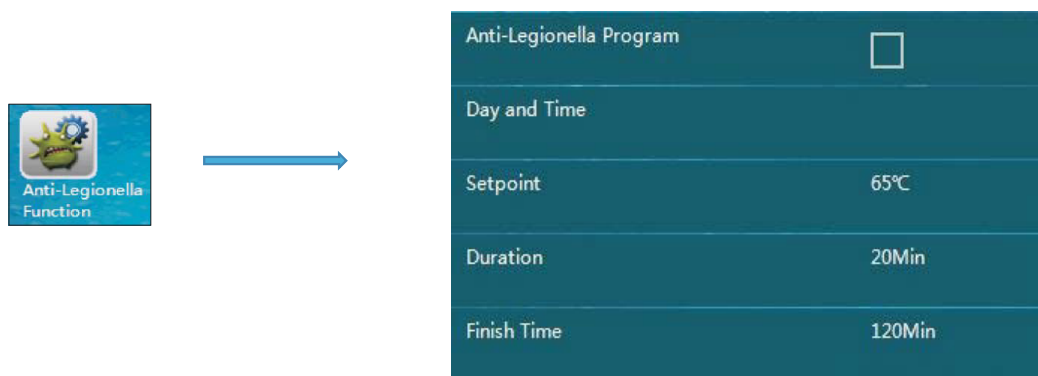 Anti-Legionella
Function
Anti-Legionella Program
Day and Time
Setpoint 65℃
Duration 20Min
Finish Time 120Min